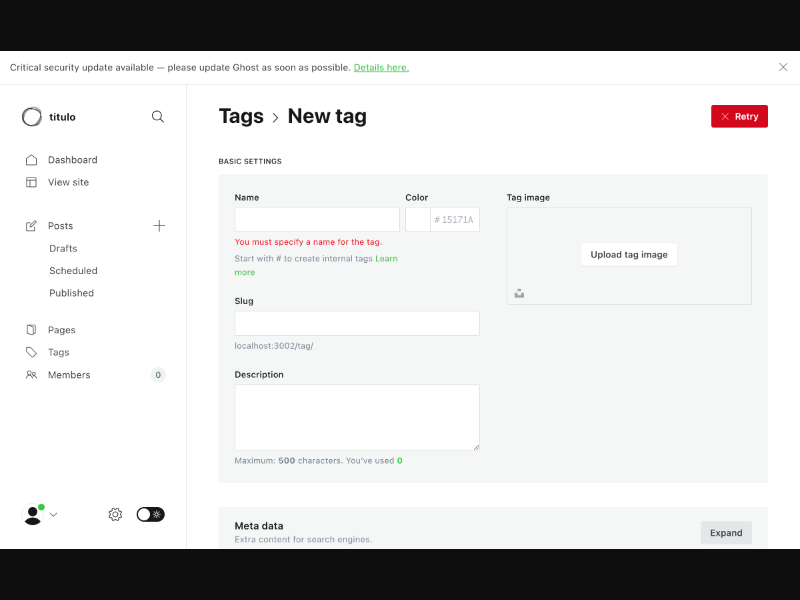 Critical security update available — please update Ghost as soon as possible. Details here.
titulo
Dashboard
View site
Posts
Drafts
Scheduled
Published
Pages
Tags
Members 0
Tags › New tag
Retry
BASIC SETTINGS
Name
Color
# 15171A
You must specify a name for the tag.
Start with # to create internal tags Learn
more
Slug
localhost:3002/tag/
Description
Maximum: 500 characters. You've used 0
Tag image
Upload tag image
Meta data
Extra content for search engines.
Expand